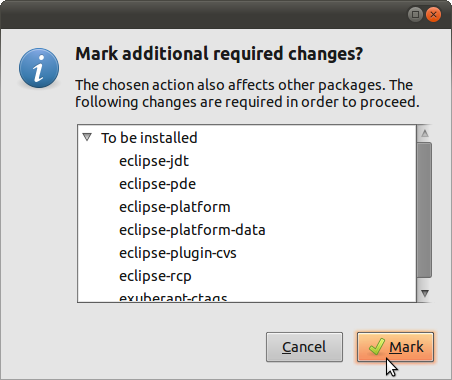 Mark additional required changes?
The chosen action also affects other packages. The
following changes are required in order to proceed.
To be installed
eclipse-jdt
eclipse-pde
eclipse-platform
eclipse-platform-data
eclipse-plugin-cvs
eclipse-rcp
exuberant-ctags
Cancel
Mark